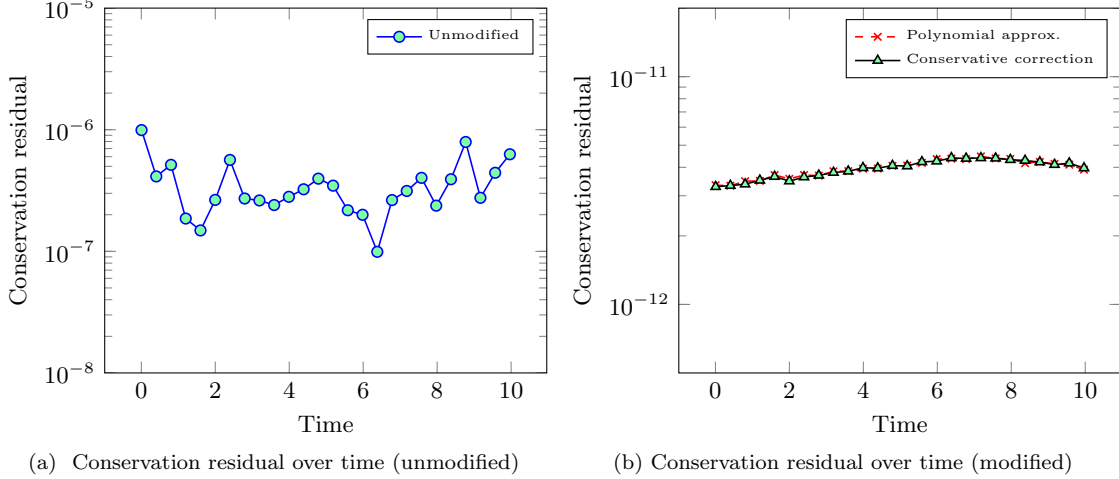 10^−5
10^−6
10^−7
10^−8
Conservation residual
Unmodified
0 2 4 6 8 10
Time
(a) Conservation residual over time (unmodified)
10^−11
10^−12
Conservation residual
Polynomial approx.
Conservative correction
0 2 4 6 8 10
Time
(b) Conservation residual over time (modified)